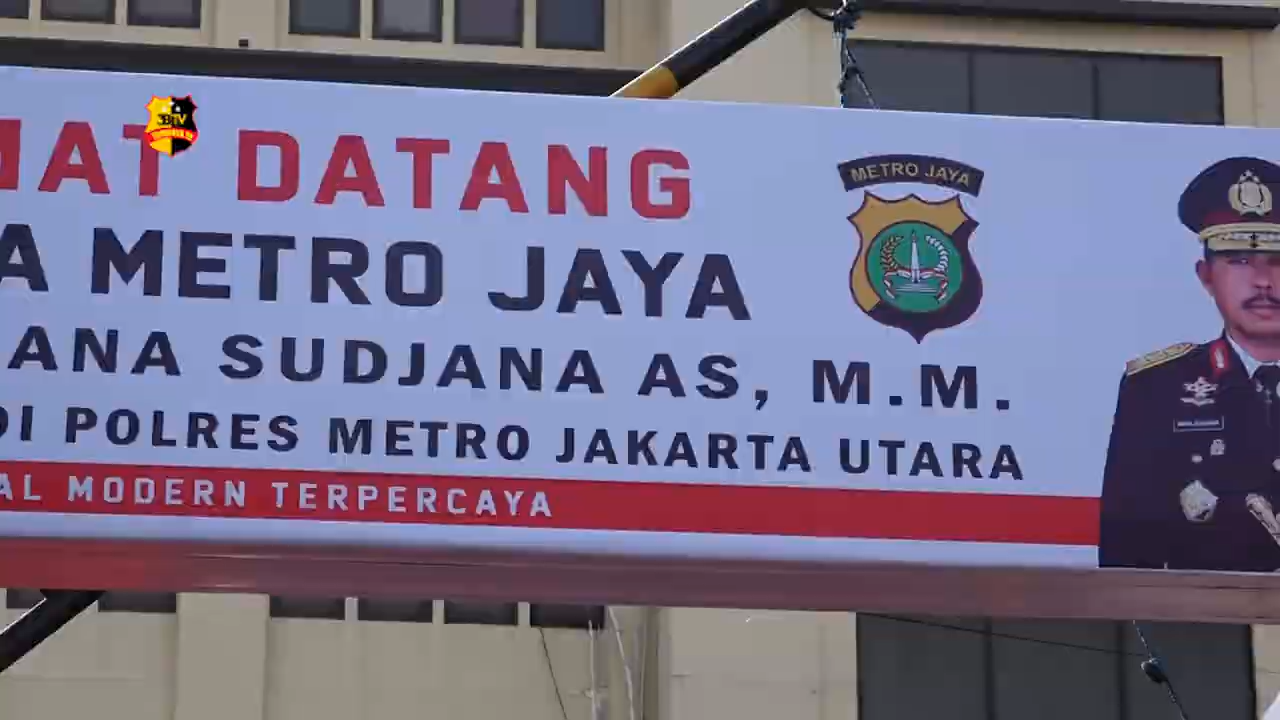 MAT DATANG
A METRO JAYA
ANA SUDJANA AS, M.M.
DI POLRES METRO JAKARTA UTARA
AL MODERN TERPERCAYA
METRO JAYA